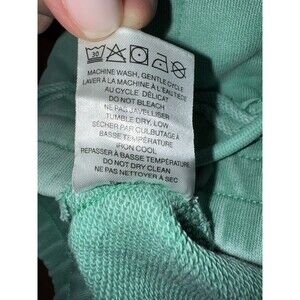 30
MACHINE WASH, GENTLE CYCLE
LAVER À LA MACHINE À L'EAU TIÈDE
AU CYCLE DÉLICAT
DO NOT BLEACH
NE PAS JAVELLISER
TUMBLE DRY, LOW
SÉCHER PAR CULBUTAGE À
BASSE TEMPÉRATURE
IRON COOL
REPASSER À BASSE TEMPÉRATURE
DO NOT DRY CLEAN
NE PAS NETTOYER À SEC